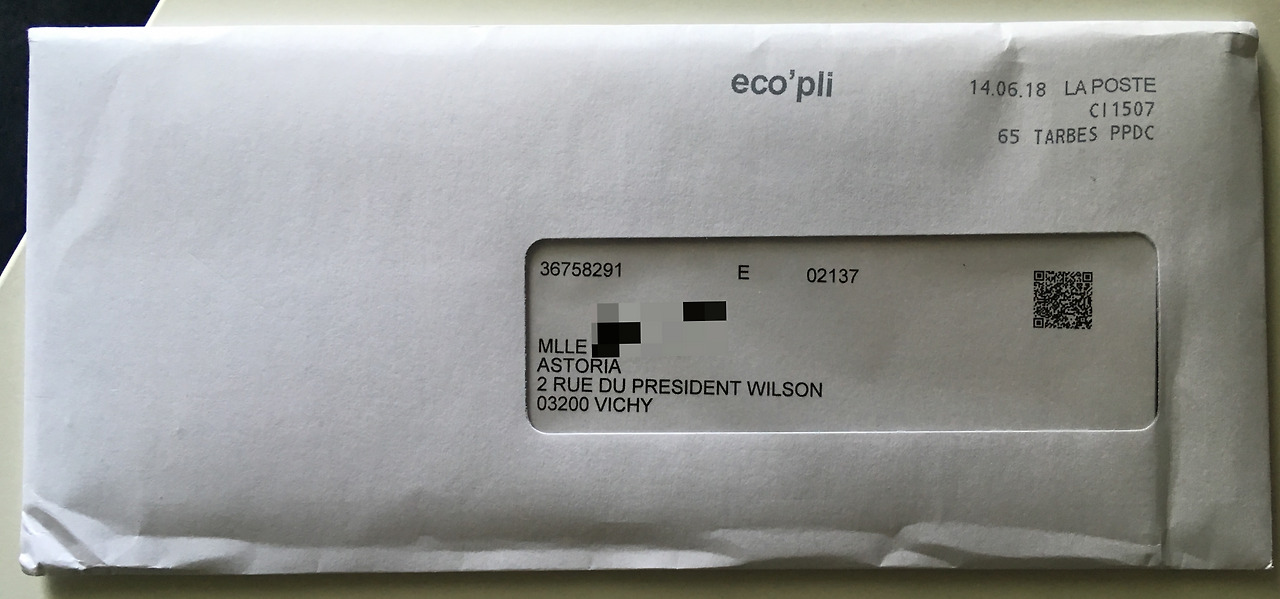 eco'pli
14.06.18 LA POSTE
CI1507
65 TARBES PPDC
36758291 E 02137
MLLE
ASTORIA
2 RUE DU PRESIDENT WILSON
03200 VICHY